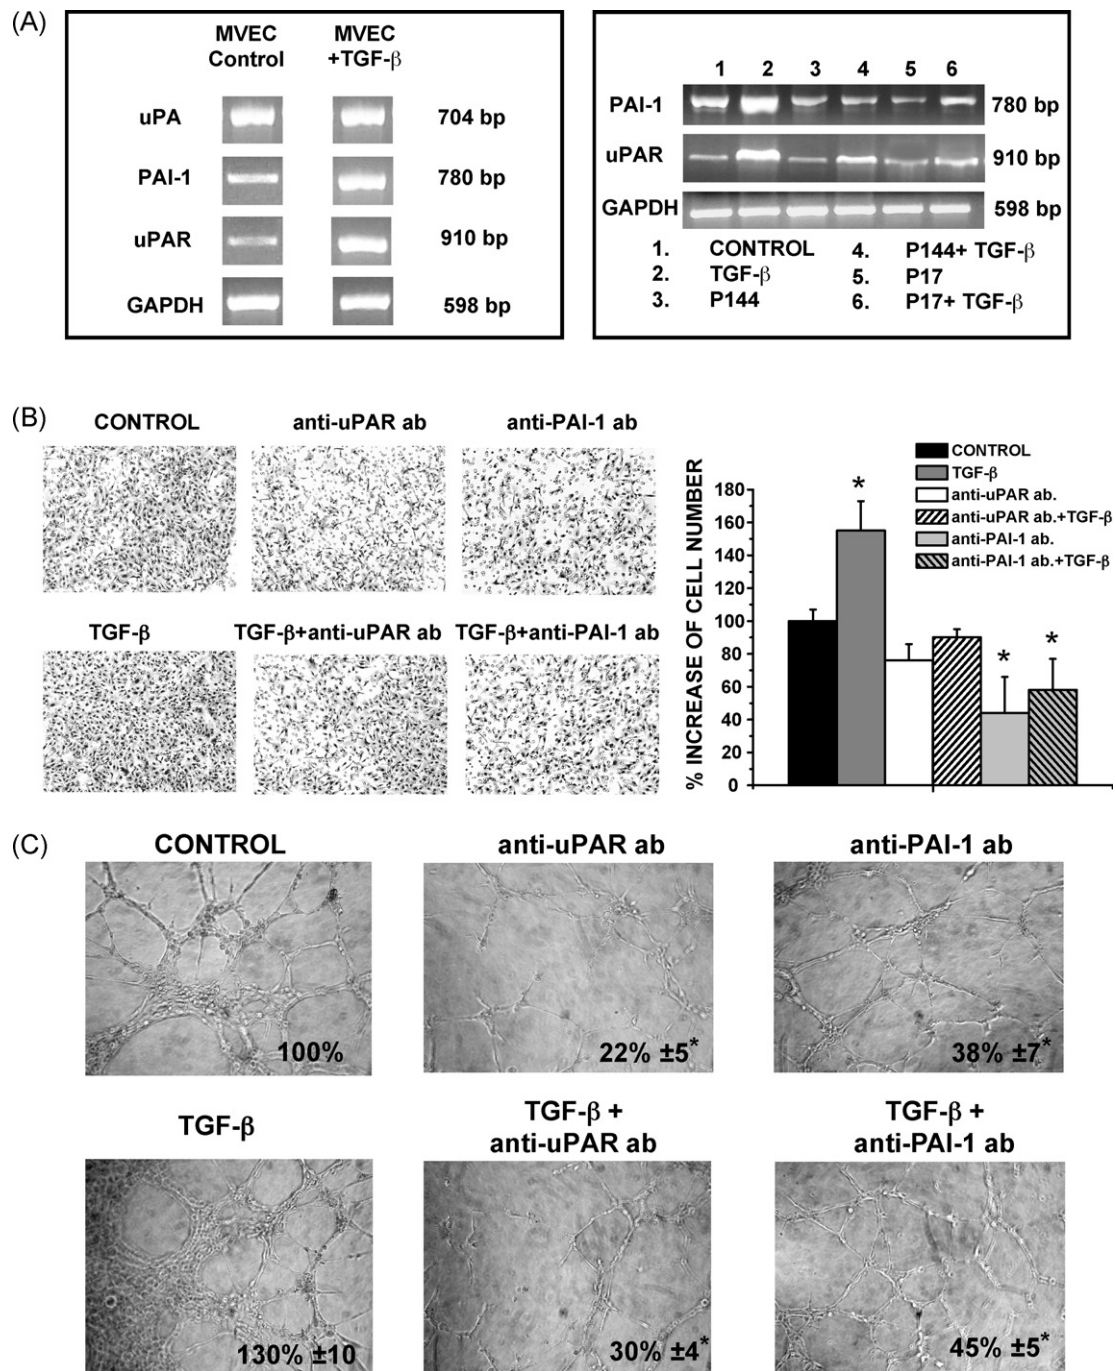 (A)
MVEC Control
MVEC +TGF-β
uPA 704 bp
PAI-1 780 bp
uPAR 910 bp
GAPDH 598 bp
1 2 3 4 5 6
PAI-1 780 bp
uPAR 910 bp
GAPDH 598 bp
1. CONTROL 4. P144+ TGF-β
2 TGF-β 5. P17
3. P144 6. P17+ TGF-β
(B)
CONTROL anti-uPAR ab anti-PAI-1 ab
TGF-β TGF-β+anti-uPAR ab TGF-β+anti-PAI-1 ab
% INCREASE OF CELL NUMBER
180
160
140
120
100
80
60
40
20
0
* * *
CONTROL
TGF-β
anti-uPAR ab.
anti-uPAR ab.+TGF-β
anti-PAI-1 ab.
anti-PAI-1 ab.+TGF-β
(C)
CONTROL anti-uPAR ab anti-PAI-1 ab
100% 22% ±5* 38% ±7*
TGF-β
TGF-β +
anti-uPAR ab
TGF-β +
anti-PAI-1 ab
130% ±10 30% ±4* 45% ±5*